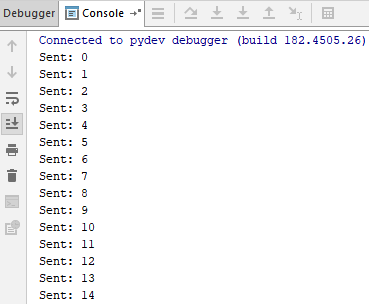 Debugger Console
Connected to pydev debugger (build 182.4505.26)
Sent: 0
Sent: 1
Sent: 2
Sent: 3
Sent: 4
Sent: 5
Sent: 6
Sent: 7
Sent: 8
Sent: 9
Sent: 10
Sent: 11
Sent: 12
Sent: 13
Sent: 14